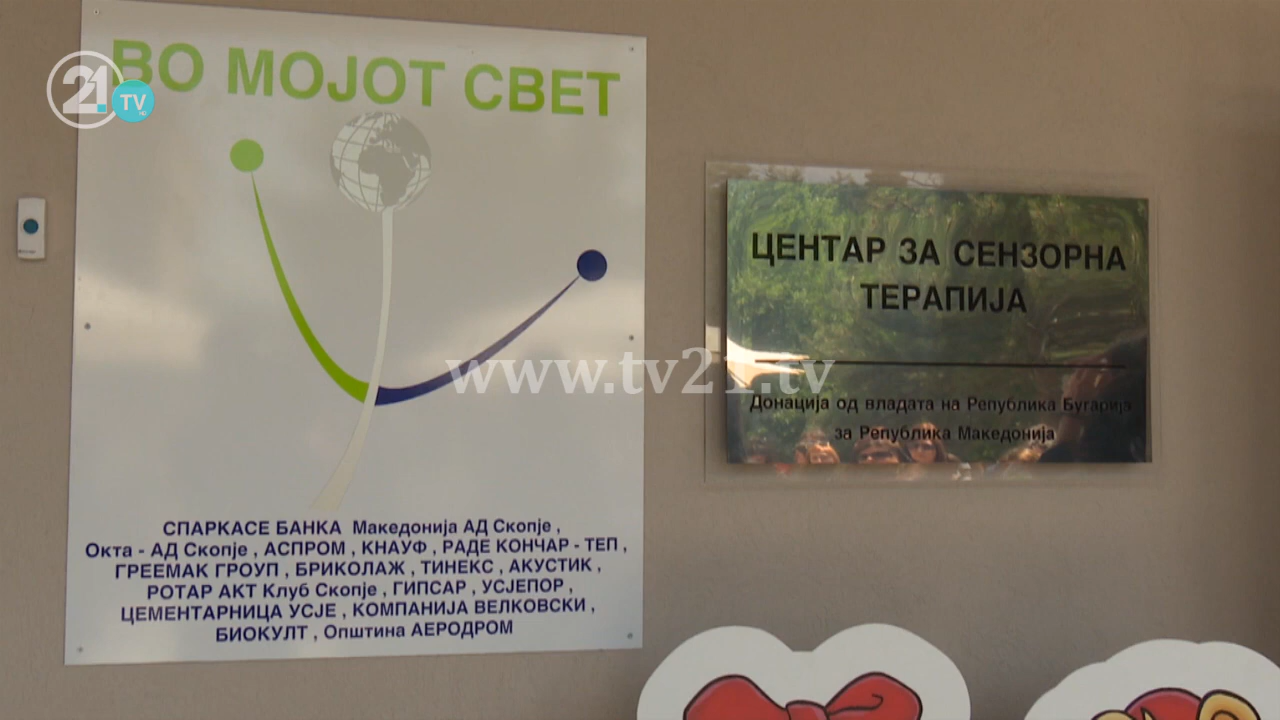 21.
TV
HD
ВО МОЈОТ СВЕТ
СПАРКАСЕ БАНКА Македонија АД Скопје ,
Окта - АД Скопје , АСПРОМ , КНАУФ , РАДЕ КОНЧАР - ТЕП ,
ГРЕЕМАК ГРОУП , БРИКОЛАЖ , ТИНЕКС , АКУСТИК ,
РОТАР АКТ Клуб Скопје , ГИПСАР , УСЈЕПОР ,
ЦЕМЕНТАРНИЦА УСЈЕ , КОМПАНИЈА ВЕЛКОВСКИ ,
БИОКУЛТ , Општина АЕРОДРОМ
ЦЕНТАР ЗА СЕНЗОРНА
ТЕРАПИЈА
Донација од владата на Република Бугарија
за Република Македонија
www.tv21.tv